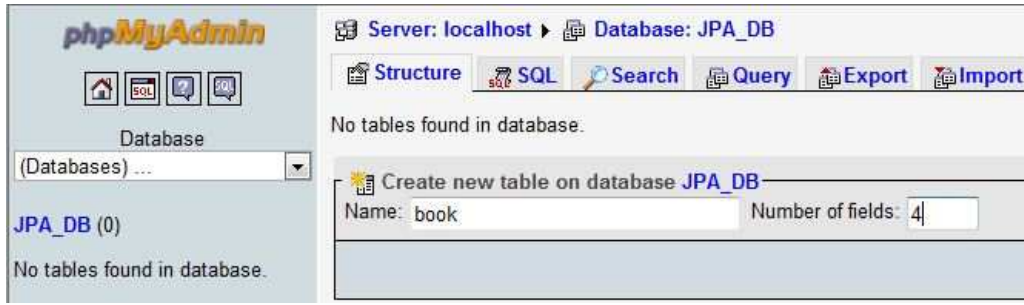 phpMyAdmin
Database
(Databases) ...
JPA_DB (0)
No tables found in database.
Server: localhost Database: JPA_DB
Structure SQL Search Query Export Import
No tables found in database.
Create new table on database JPA_DB
Name: book Number of fields: 4